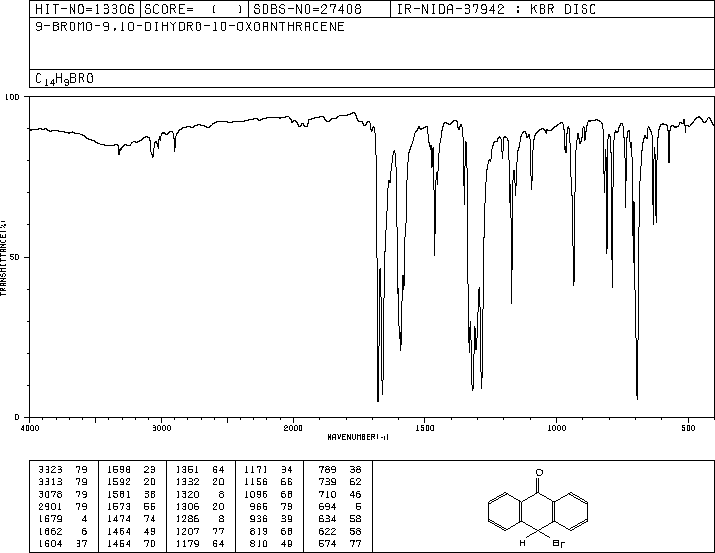 HIT-NO=13306 SCORE= ( ) SDBS-NO=27408 IR-NIDA-37942 : KBR DISC
9-BROMO-9,10-DIHYDRO-10-OXOANTHRACENE
C14H9BRO
100
TRANSMITTANCE(%)
50
0
4000 3000 2000 1500 1000 500
WAVENUMBER(-1)
3323 79 1598 23 1351 64 1171 34 789 38
3313 79 1592 20 1332 20 1156 66 739 62
3078 79 1581 38 1320 8 1096 68 710 46
2901 79 1573 66 1306 20 966 79 694 5
1679 4 1474 74 1286 8 936 39 634 58
1662 6 1464 49 1207 77 819 68 622 58
1604 37 1454 70 1179 64 810 49 574 77
O
H Br